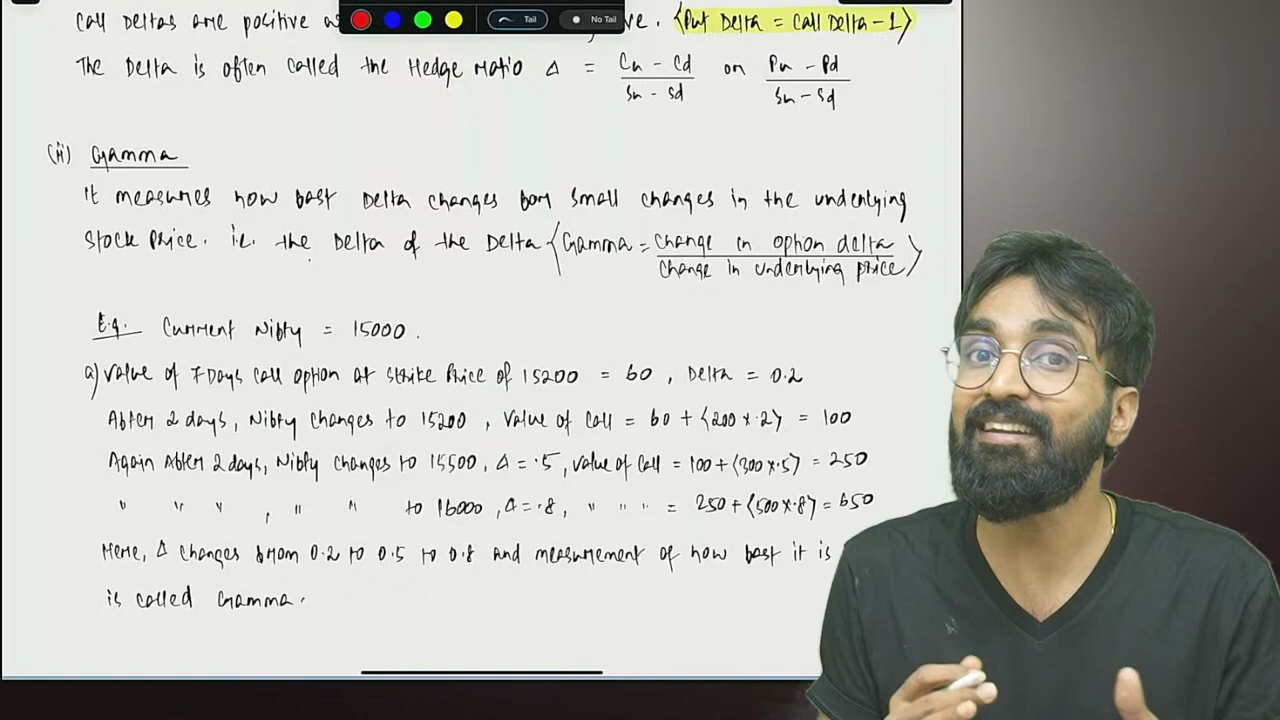 call deltas are positive as ve. <Put Delta = Call Delta - 1>
The Delta is often called the Hedge Ratio Δ = Cu - Cd / Su - Sd or Pu - Pd / Su - Sd
Tail
No Tail
(ii) Gamma
It measures how fast Delta changes for small changes in the underlying
Stock Price. i.e. the Delta of the Delta <Gamma = change in option delta / change in underlying price>
E.g. Current Nifty = 15000.
a) Value of 7 Days call option at Strike Price of 15200 = 60, Delta = 0.2
After 2 days, Nifty changes to 15200, Value of Call = 60 + <200 x .2> = 100
Again After 2 days, Nifty changes to 15500, Δ = .5, Value of call = 100 + <300 x .5> = 250
" " " , " " to 16000, Δ = .8, " " " = 250 + <500 x .8> = 650
Here, Δ changes from 0.2 to 0.5 to 0.8 and measurement of how fast it is
is called Gamma.